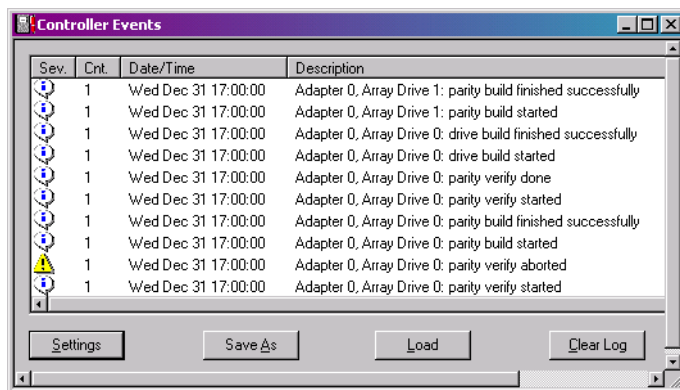 Controller Events
Sev. Cnt. Date/Time Description
1 Wed Dec 31 17:00:00 Adapter 0, Array Drive 1: parity build finished successfully
1 Wed Dec 31 17:00:00 Adapter 0, Array Drive 1: parity build started
1 Wed Dec 31 17:00:00 Adapter 0, Array Drive 0: drive build finished successfully
1 Wed Dec 31 17:00:00 Adapter 0, Array Drive 0: drive build started
1 Wed Dec 31 17:00:00 Adapter 0, Array Drive 0: parity verify done
1 Wed Dec 31 17:00:00 Adapter 0, Array Drive 0: parity verify started
1 Wed Dec 31 17:00:00 Adapter 0, Array Drive 0: parity build finished successfully
1 Wed Dec 31 17:00:00 Adapter 0, Array Drive 0: parity build started
1 Wed Dec 31 17:00:00 Adapter 0, Array Drive 0: parity verify aborted
1 Wed Dec 31 17:00:00 Adapter 0, Array Drive 0: parity verify started
Settings Save As Load Clear Log